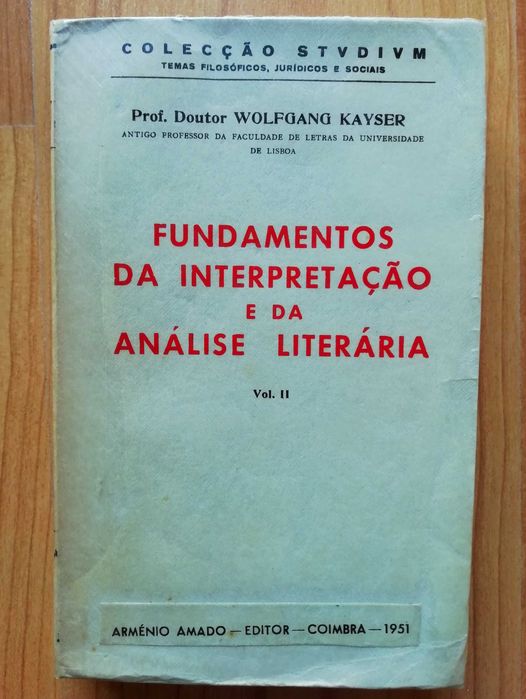 COLECÇÃO STVDIVM
TEMAS FILOSÓFICOS, JURÍDICOS E SOCIAIS
Prof. Doutor WOLFGANG KAYSER
ANTIGO PROFESSOR DA FACULDADE DE LETRAS DA UNIVERSIDADE
DE LISBOA
FUNDAMENTOS
DA INTERPRETAÇÃO
E DA
ANÁLISE LITERÁRIA
Vol. II
ARMÉNIO AMADO — EDITOR — COIMBRA — 1951